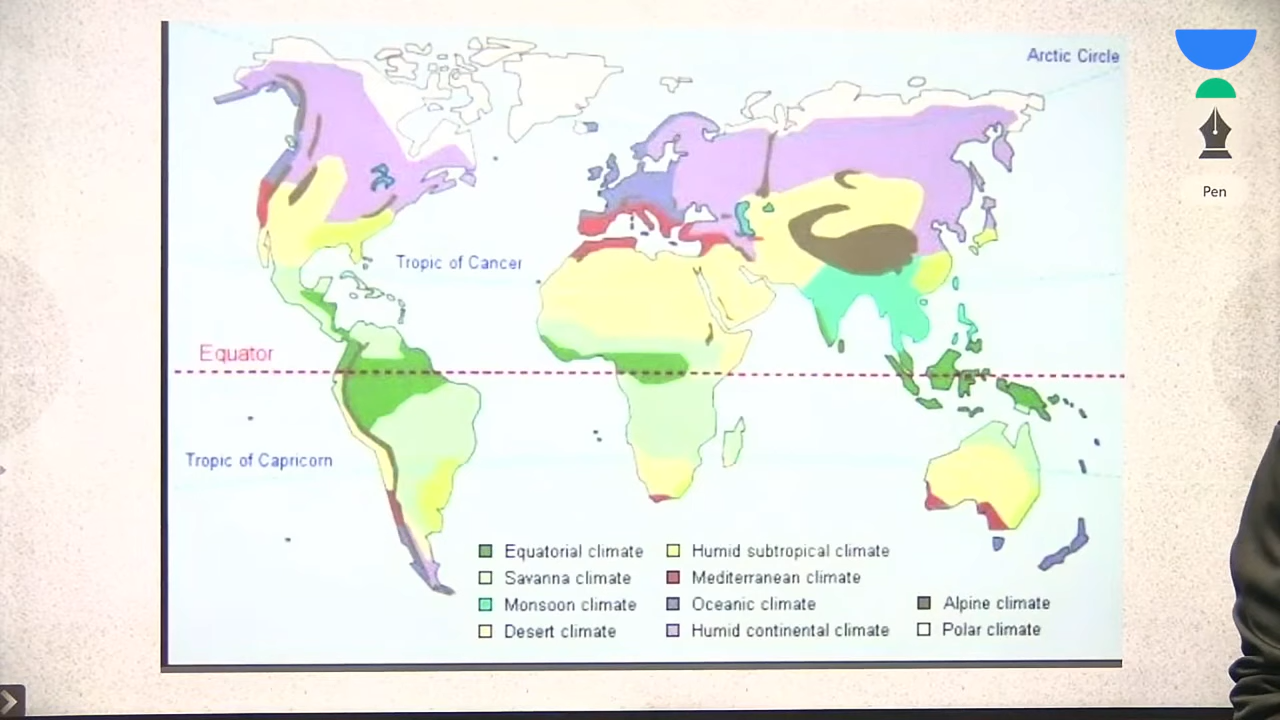 Arctic Circle
Pen
Tropic of Cancer
Equator
Tropic of Capricorn
Equatorial climate
Humid subtropical climate
Savanna climate
Mediterranean climate
Monsoon climate
Oceanic climate
Alpine climate
Desert climate
Humid continental climate
Polar climate